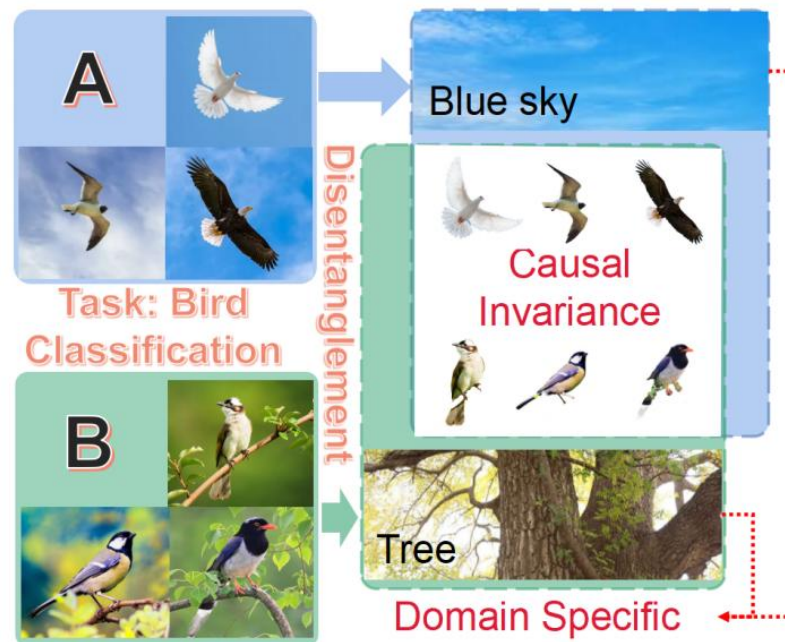 A
Task: Bird
Classification
B
Disentanglement
Blue sky
Causal
Invariance
Tree
Domain Specific